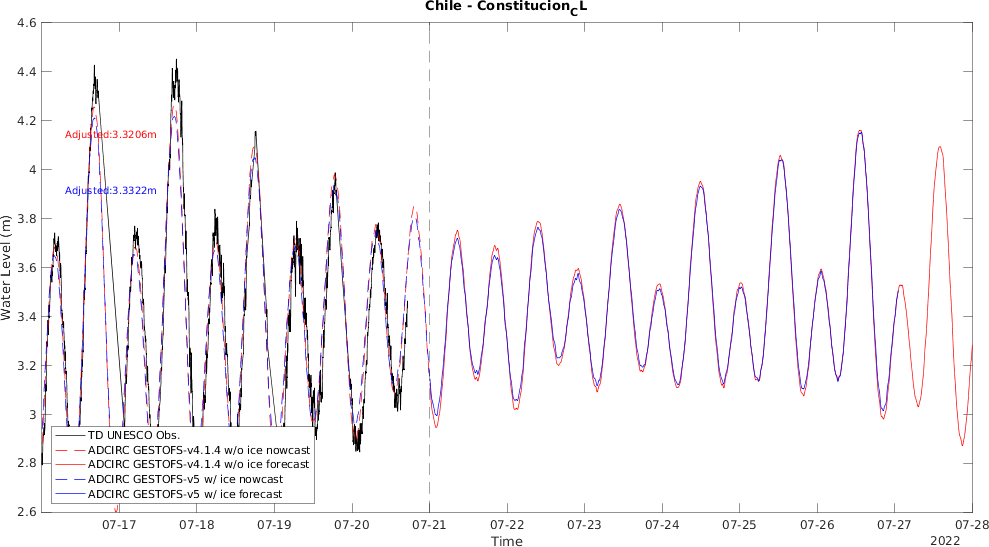 Chile - Constitucion_CL
4.6
4.4
4.2
4
3.8
3.6
3.4
3.2
3
2.8
2.6
Water Level (m)
Adjusted:3.3206m
Adjusted:3.3322m
TD UNESCO Obs.
ADCIRC GESTOFS-v4.1.4 w/o ice nowcast
ADCIRC GESTOFS-v4.1.4 w/o ice forecast
ADCIRC GESTOFS-v5 w/ ice nowcast
ADCIRC GESTOFS-v5 w/ ice forecast
07-17 07-18 07-19 07-20 07-21 07-22 07-23 07-24 07-25 07-26 07-27 07-28
Time
2022